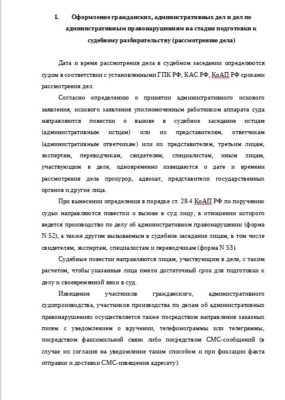 1. Оформление гражданских, административных дел и дел по
административным правонарушениям на стадии подготовки к
судебному разбирательству (рассмотрению дела)
Дата и время рассмотрения дела в судебном заседании определяются
судом в соответствии с установленными ГПК РФ, КАС РФ, КоАП РФ сроками
рассмотрения дел.
Согласно определению о принятии административного искового
заявления, искового заявления уполномоченным работником аппарата суда
направляются повестки о вызове в судебное заседание истцам
(административным истцам) или их представителям, ответчикам
(административным ответчикам) или их представителям, третьим лицам,
экспертам, переводчикам, свидетелям, специалистам, иным лицам,
участвующим в деле, одновременно извещаются о дате и времени
рассмотрения дела прокурор, адвокат, представители государственных
органов и другие лица.
При вынесении определения в порядке ст. 29.4 КоАП РФ по поручению
судьи направляются повестки о вызове в суд лицу, в отношении которого
ведется производство по делу об административном правонарушении (форма
N 52), а также другим вызываемым в судебное заседание лицам, в том числе
свидетелям, экспертам, специалистам и переводчикам (форма N 53).
Судебные повестки направляются лицам, участвующим в деле, с таким
расчетом, чтобы указанные лица имели достаточный срок для подготовки к
делу и своевременной явки в суд.
Извещение участников гражданского, административного
судопроизводства, участников производства по делам об административных
правонарушениях осуществляется также посредством направления заказных
писем с уведомлением о вручении, телефонограммы или телеграммы,
посредством факсимильной связи либо посредством СМС-сообщений (в
случае их согласия на уведомление таким способом и при фиксации факта
отправки и доставки СМС-извещения адресату).